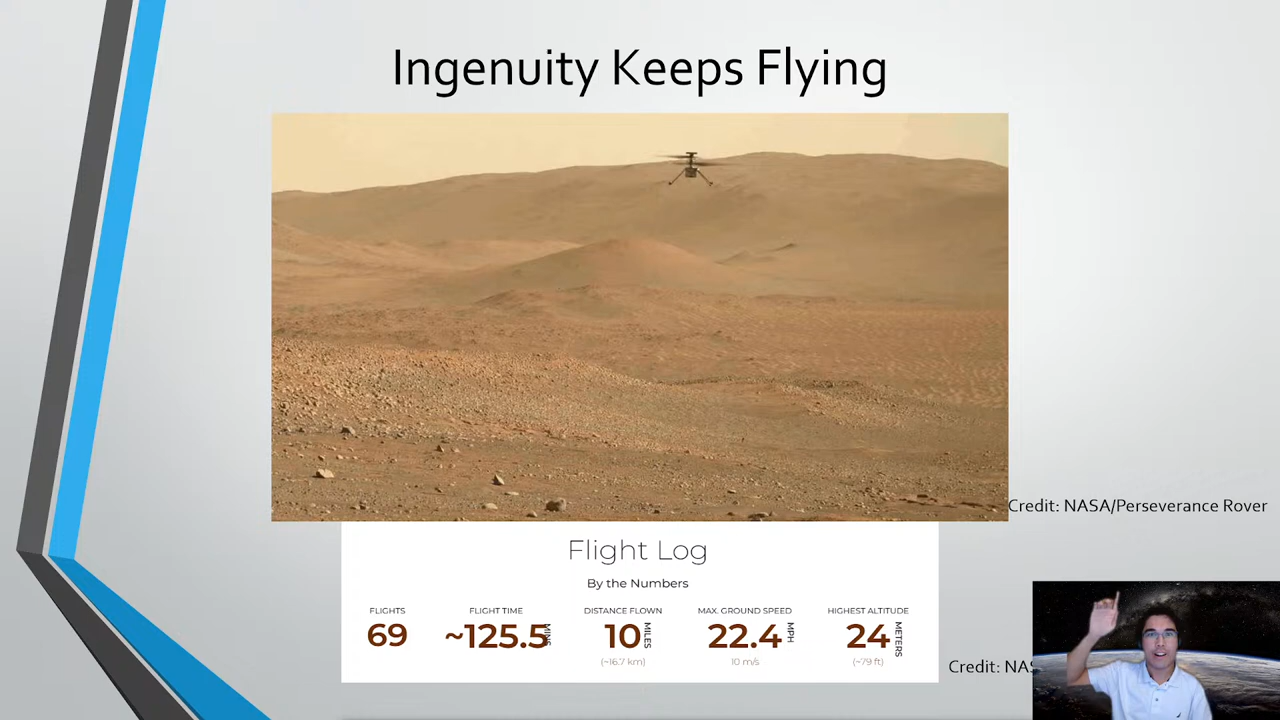 Ingenuity Keeps Flying
Credit: NASA/Perseverance Rover
Flight Log
By the Numbers
FLIGHTS
69
FLIGHT TIME
~125.5 MINS
DISTANCE FLOWN
10 MILES
(~16.7 km)
MAX. GROUND SPEED
22.4 MPH
10 m/s
HIGHEST ALTITUDE
24 METERS
(~79 ft)
Credit: NAS